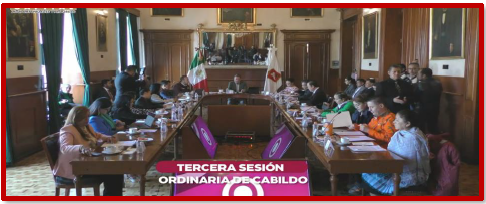 TERCERA SESIÓN
ORDINARIA DE CABILDO